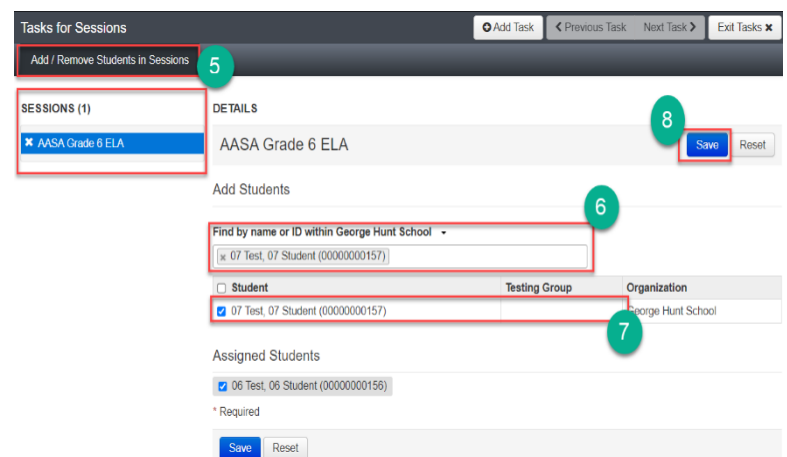 Tasks for Sessions
Add Task
Previous Task
Next Task
Exit Tasks x
Add / Remove Students in Sessions
5
SESSIONS (1)
DETAILS
8
x AASA Grade 6 ELA
AASA Grade 6 ELA
Save
Reset
Add Students
6
Find by name or ID within George Hunt School
x 07 Test, 07 Student (00000000157)
Student
Testing Group
Organization
07 Test, 07 Student (00000000157)
George Hunt School
7
Assigned Students
06 Test, 06 Student (00000000156)
* Required
Save
Reset